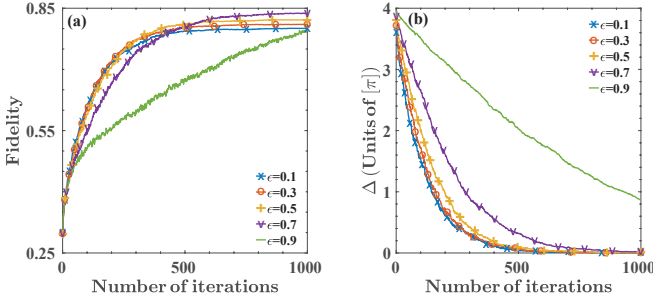 0.85
(a)
Fidelity
0.55
0.25
ϵ=0.1
ϵ=0.3
ϵ=0.5
ϵ=0.7
ϵ=0.9
0
500
1000
Number of iterations
4
(b)
Δ (Units of [π])
3
2
1
0
ϵ=0.1
ϵ=0.3
ϵ=0.5
ϵ=0.7
ϵ=0.9
0
500
1000
Number of iterations